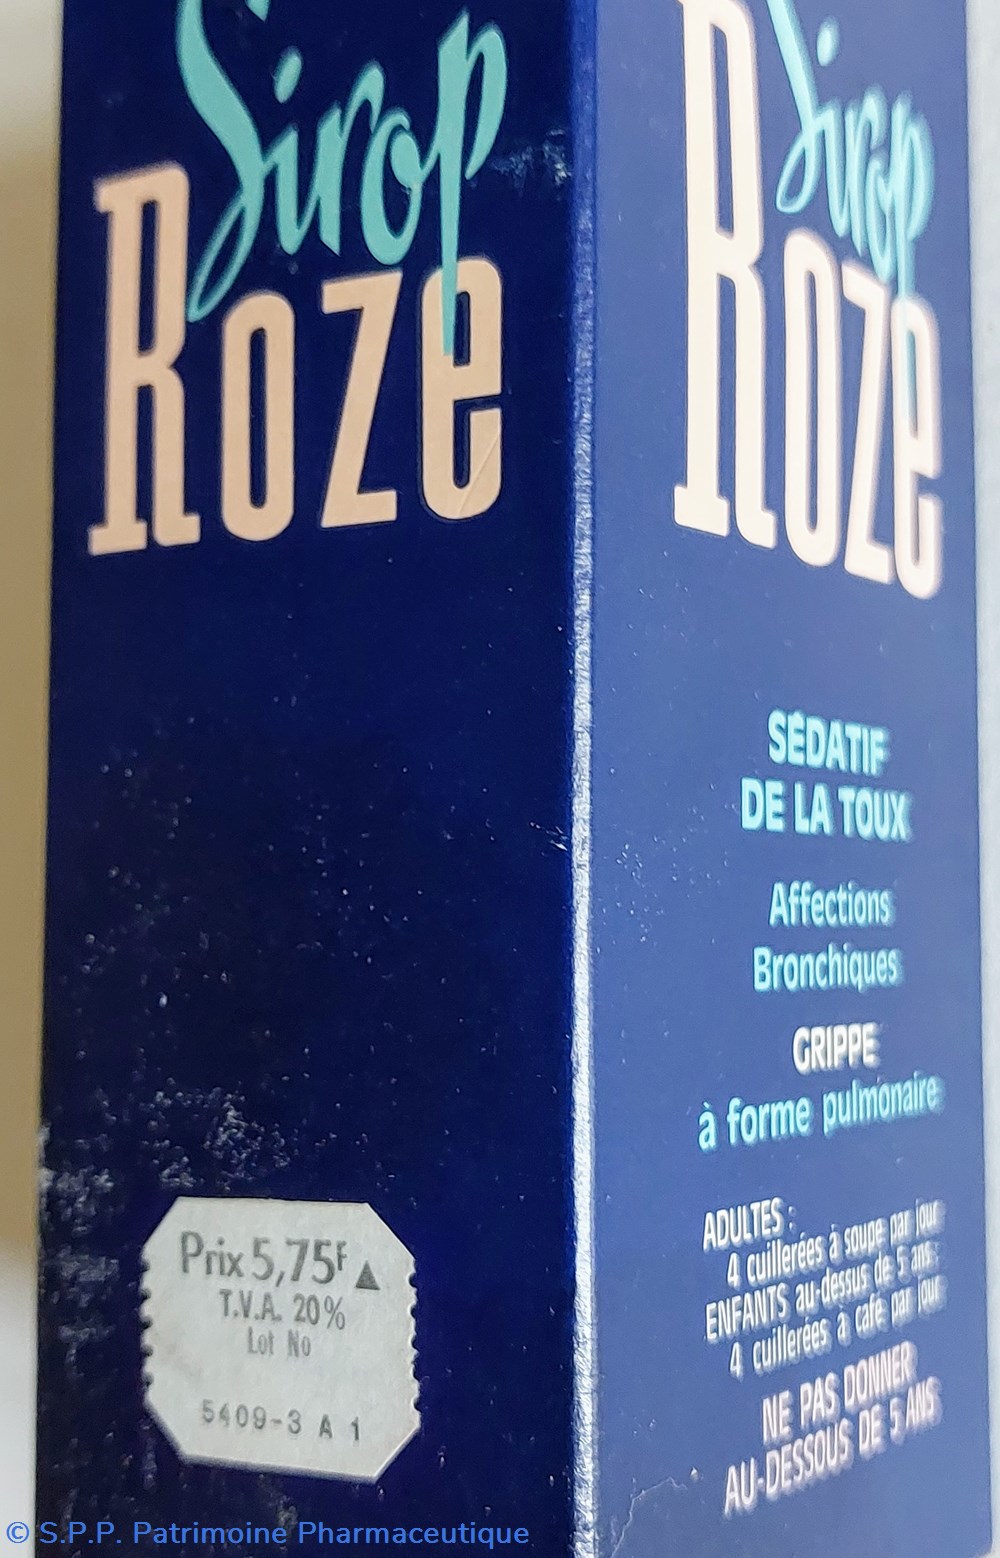 Sirop
Roze
Prix 5,75F ▲
T.V.A. 20%
Lot No
5409-3 A 1
Sirop
Roze
SÉDATIF
DE LA TOUX
Affections
Bronchiques
GRIPPE
à forme pulmonaire
ADULTES :
4 cuillerées à soupe par jour
ENFANTS au-dessus de 5 ans :
4 cuillerées à café par jour
NE PAS DONNER
AU-DESSOUS DE 5 ANS
© S.P.P. Patrimoine Pharmaceutique